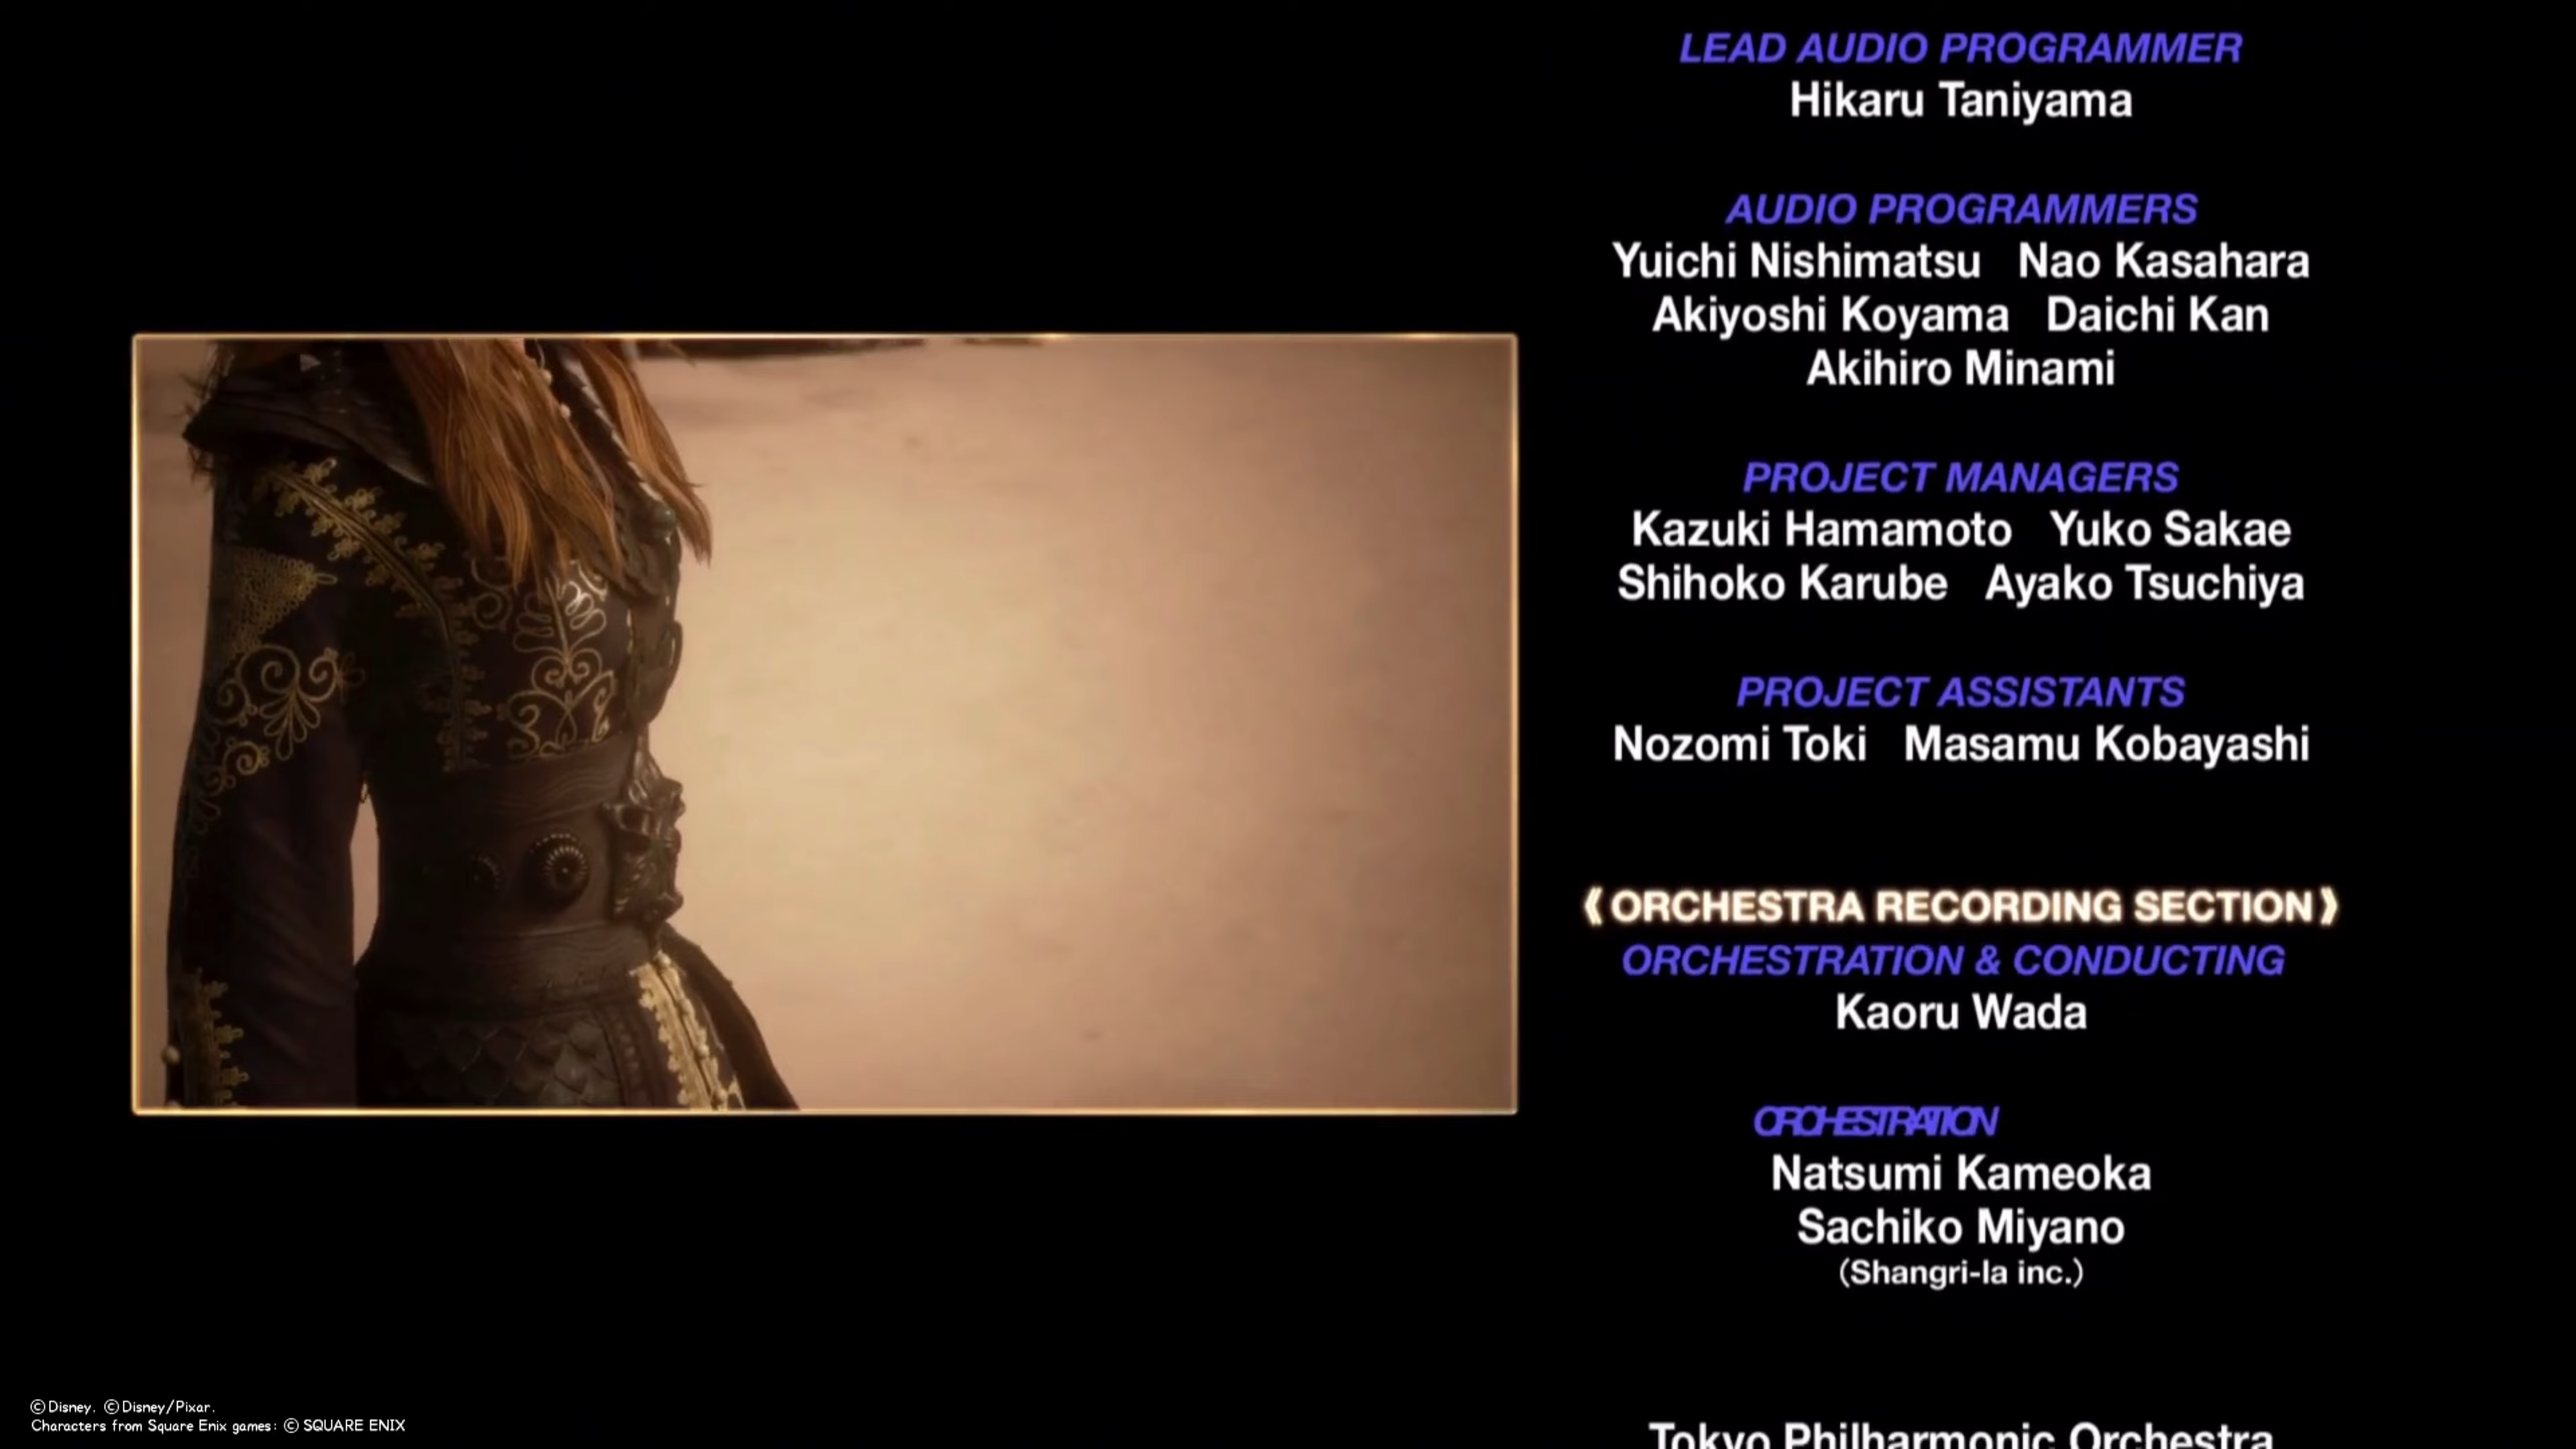 LEAD AUDIO PROGRAMMER
Hikaru Taniyama
AUDIO PROGRAMMERS
Yuichi Nishimatsu Nao Kasahara
Akiyoshi Koyama Daichi Kan
Akihiro Minami
PROJECT MANAGERS
Kazuki Hamamoto Yuko Sakae
Shihoko Karube Ayako Tsuchiya
PROJECT ASSISTANTS
Nozomi Toki Masamu Kobayashi
《ORCHESTRA RECORDING SECTION》
ORCHESTRATION & CONDUCTING
Kaoru Wada
ORCHESTRATION
Natsumi Kameoka
Sachiko Miyano
(Shangri-la inc.)
Tokyo Philharmonic Orchestra
©Disney. ©Disney/Pixar.
Characters from Square Enix games: © SQUARE ENIX